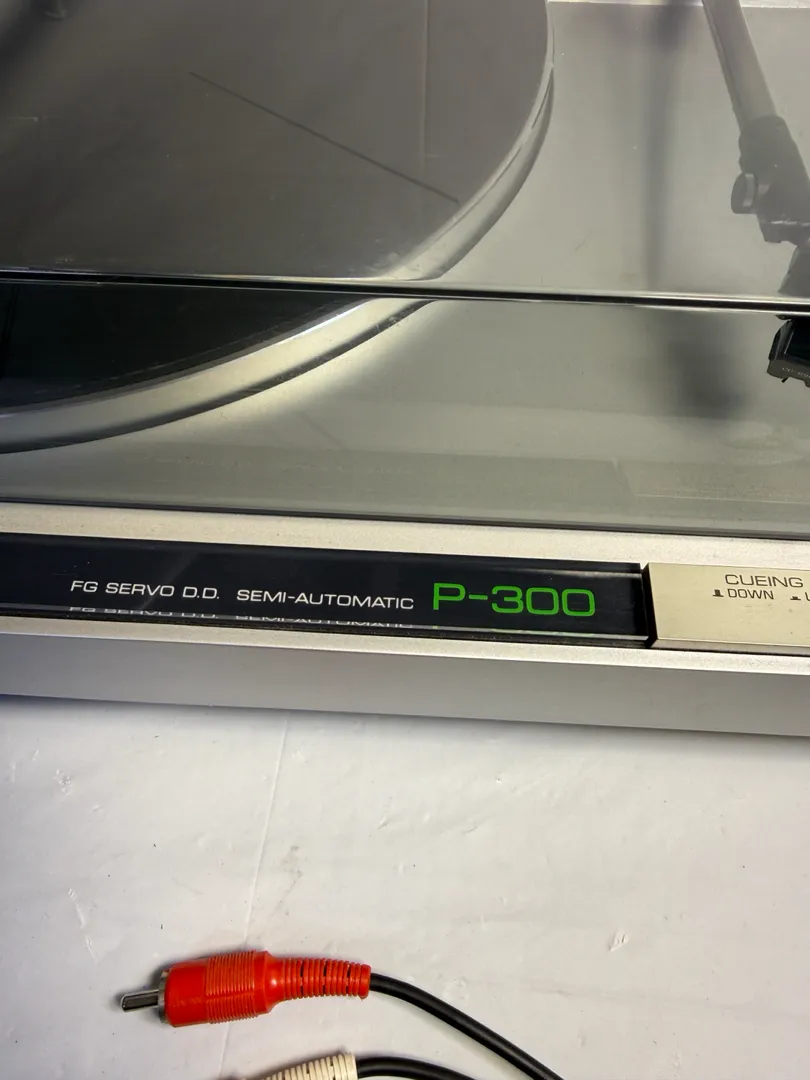 FG SERVO D.D. SEMI-AUTOMATIC P-300
CUEING
DOWN